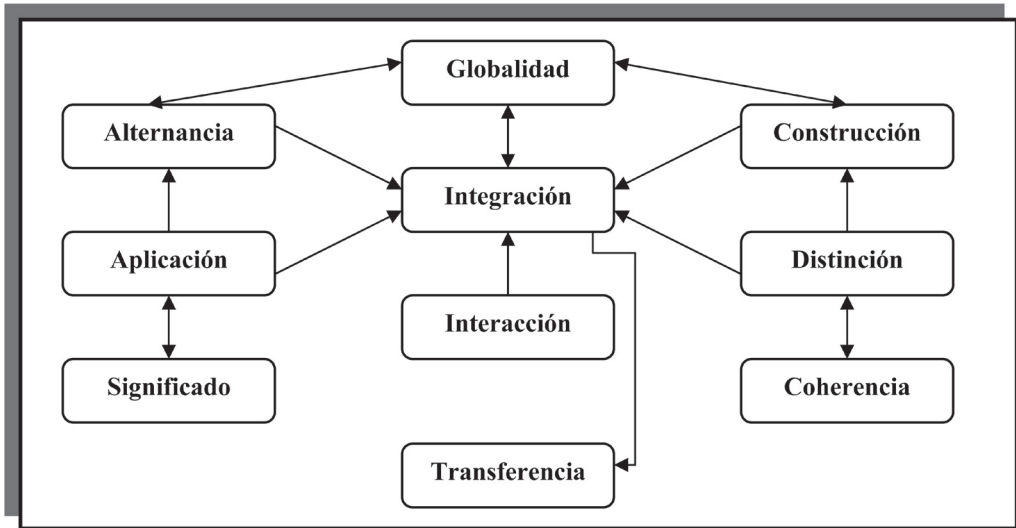 Globalidad
Alternancia
Construcción
Integración
Aplicación
Distinción
Interacción
Significado
Coherencia
Transferencia